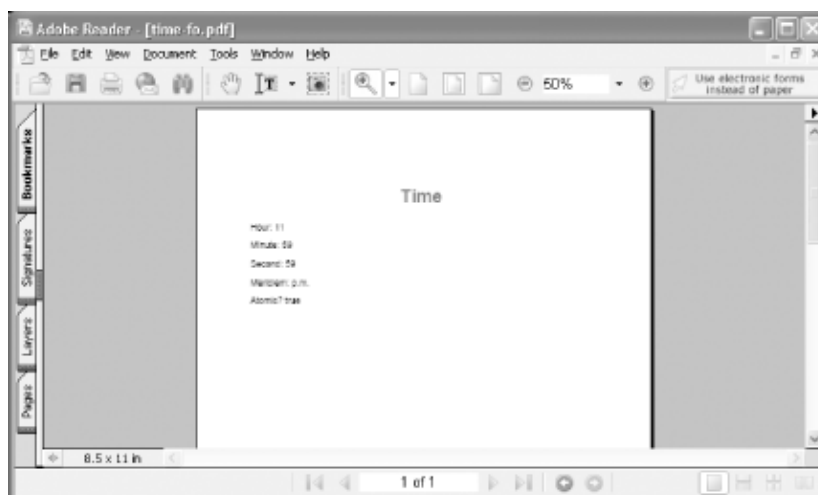 Adobe Reader - [time-fo.pdf]
File Edit View Document Tools Window Help
50%
Use electronic forms
instead of paper
Bookmarks
Signatures
Layers
Pages
Time
Hour: 11
Minute: 59
Second: 59
Meridiem: p.m.
Atomic? true
8.5 x 11 in
1 of 1